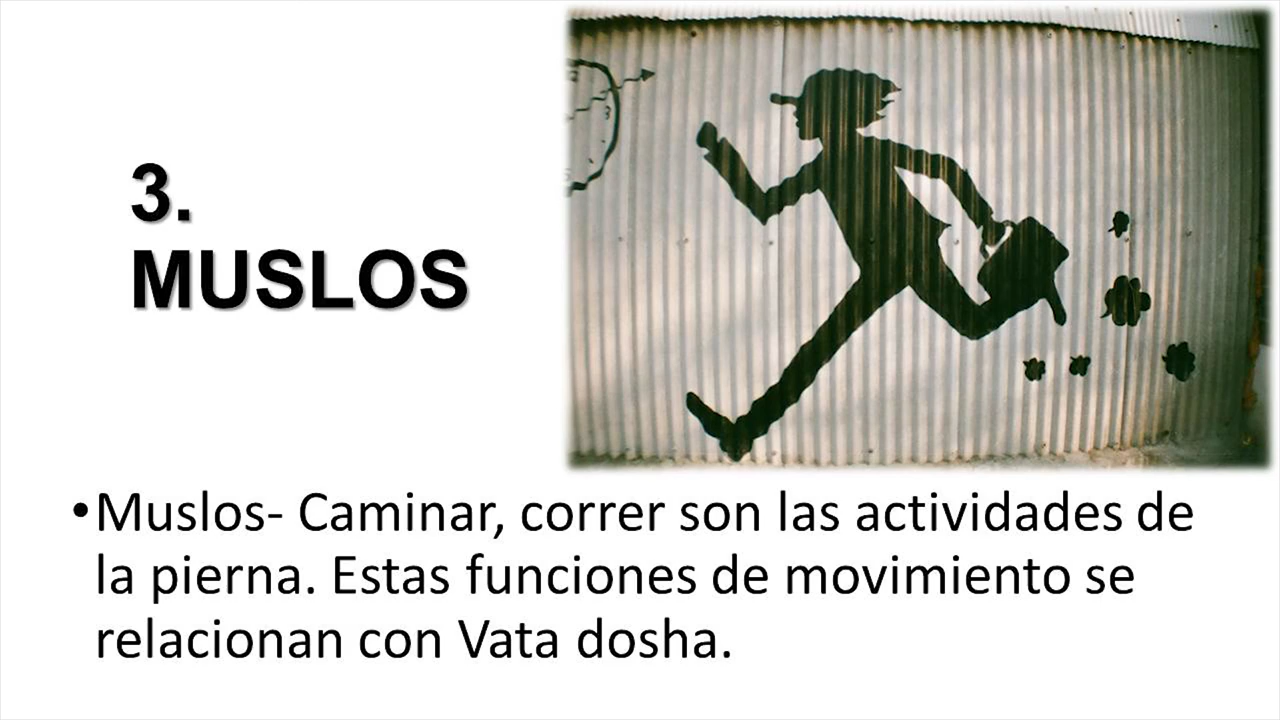 3.
MUSLOS
•Muslos- Caminar, correr son las actividades de
la pierna. Estas funciones de movimiento se
relacionan con Vata dosha.